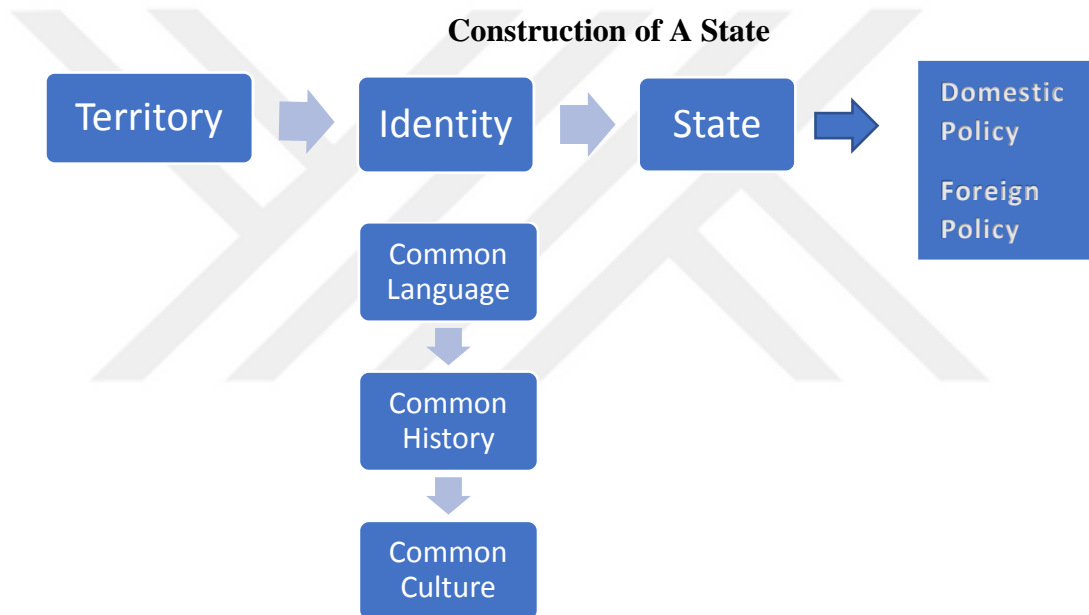 Construction of A State
Territory
Identity
State
Domestic
Policy
Foreign
Policy
Common
Language
Common
History
Common
Culture